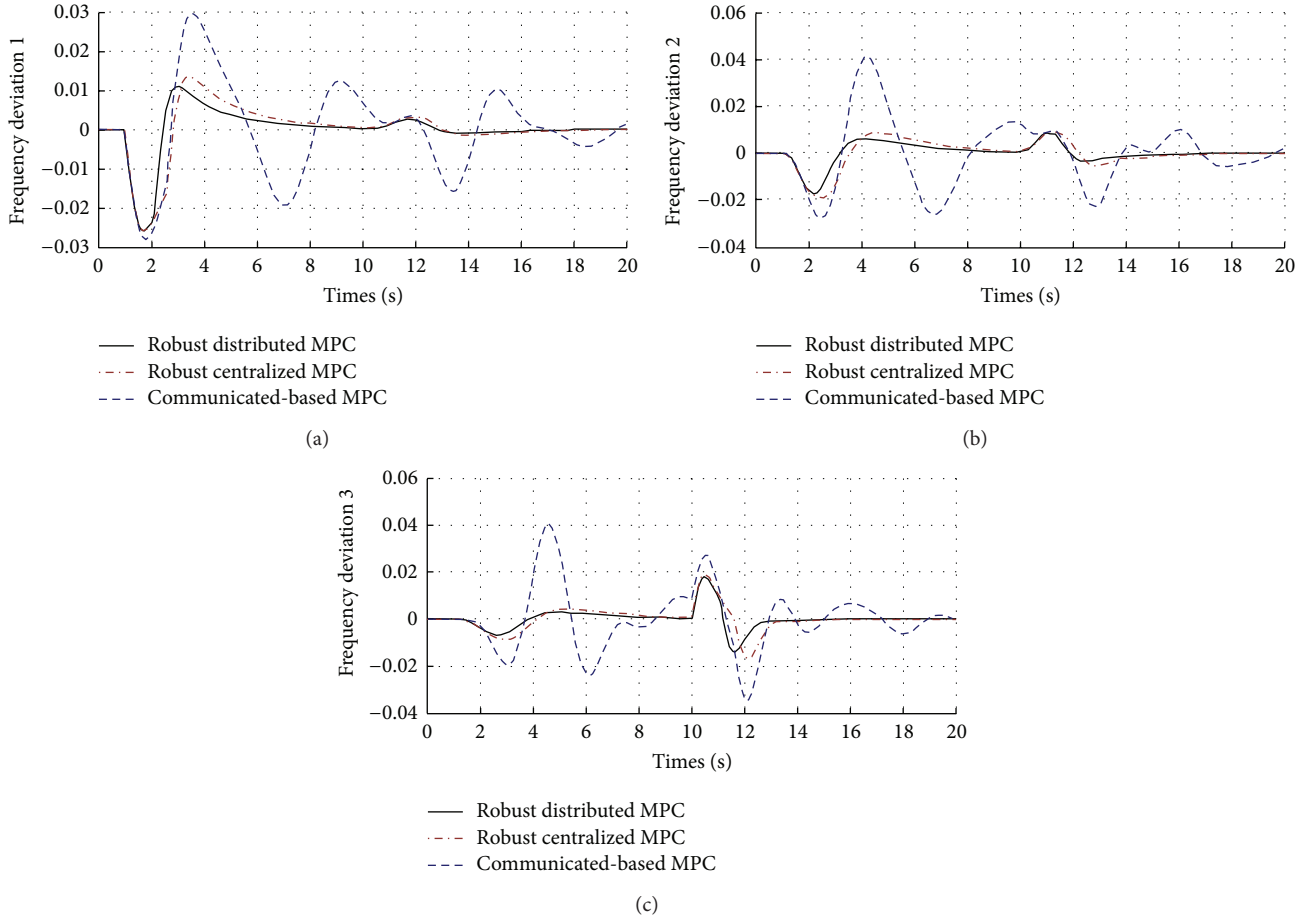 0.03
0.02
0.01
0
−0.01
−0.02
−0.03
Frequency deviation 1
0 2 4 6 8 10 12 14 16 18 20
Times (s)
Robust distributed MPC
Robust centralized MPC
Communicated-based MPC
(a)
0.06
0.04
0.02
0
−0.02
−0.04
Frequency deviation 2
0 2 4 6 8 10 12 14 16 18 20
Times (s)
Robust distributed MPC
Robust centralized MPC
Communicated-based MPC
(b)
0.06
0.04
0.02
0
−0.02
−0.04
Frequency deviation 3
0 2 4 6 8 10 12 14 16 18 20
Times (s)
Robust distributed MPC
Robust centralized MPC
Communicated-based MPC
(c)